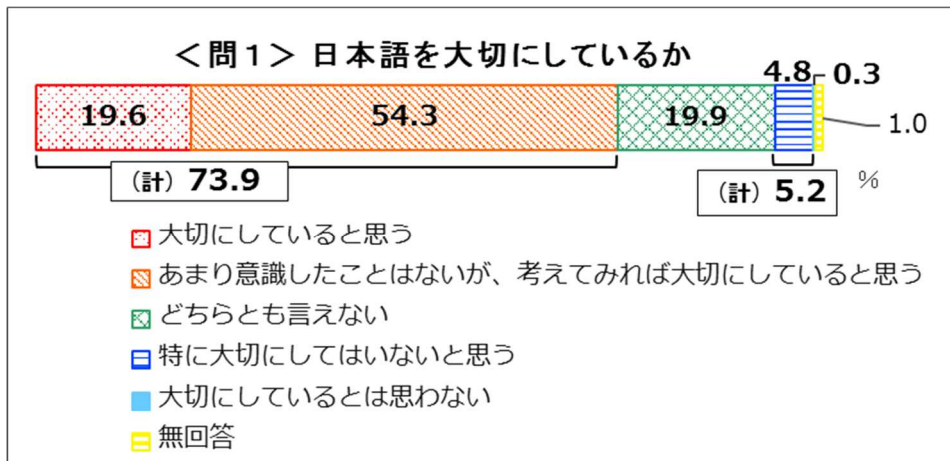 ＜問１＞ 日本語を大切にしているか
4.8 0.3
19.6 54.3 19.9 1.0
（計）73.9 （計）5.2 %
大切にしていると思う
あまり意識したことはないが、考えてみれば大切にしていると思う
どちらとも言えない
特に大切にしてはいないと思う
大切にしているとは思わない
無回答